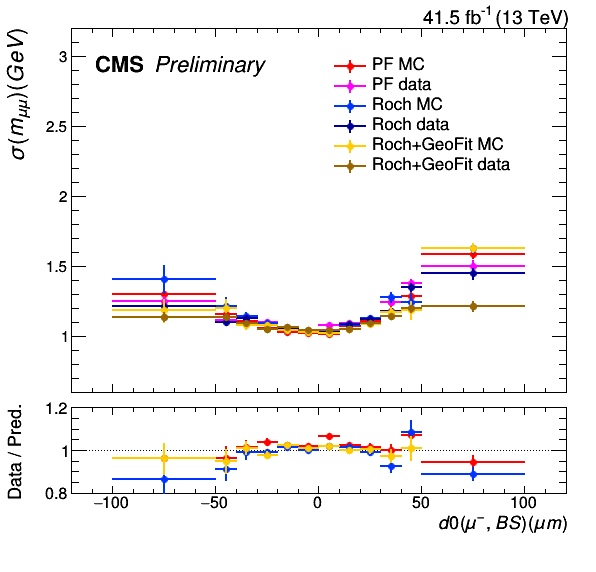 41.5 fb⁻¹ (13 TeV)
CMS Preliminary
σ(m_μμ)(GeV)
3
2.5
2
1.5
1
PF MC
PF data
Roch MC
Roch data
Roch+GeoFit MC
Roch+GeoFit data
Data / Pred.
1.2
1
0.8
−100 −50 0 50 100
d0(μ⁻, BS)(μm)